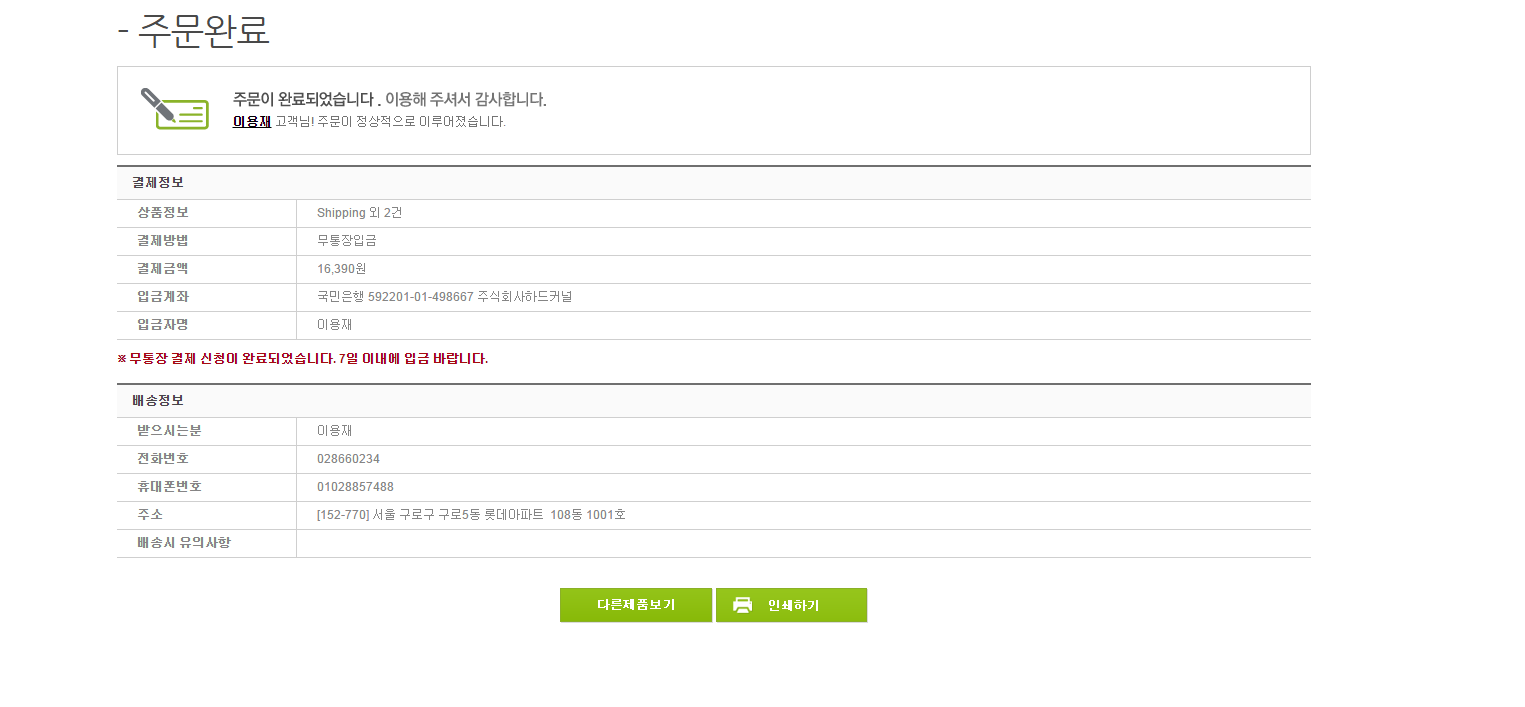 - 주문완료
주문이 완료되었습니다 . 이용해 주셔서 감사합니다.
이용재 고객님! 주문이 정상적으로 이루어졌습니다.
결제정보
상품정보 Shipping 외 2건
결제방법 무통장입금
결제금액 16,390원
입금계좌 국민은행 592201-01-498667 주식회사하드커널
입금자명 이용재
※ 무통장 결제 신청이 완료되었습니다. 7일 이내에 입금 바랍니다.
배송정보
받으시는분 이용재
전화번호 028660234
휴대폰번호 01028857488
주소 [152-770] 서울 구로구 구로5동 롯데아파트 108동 1001호
배송시 유의사항
다른제품보기 인쇄하기